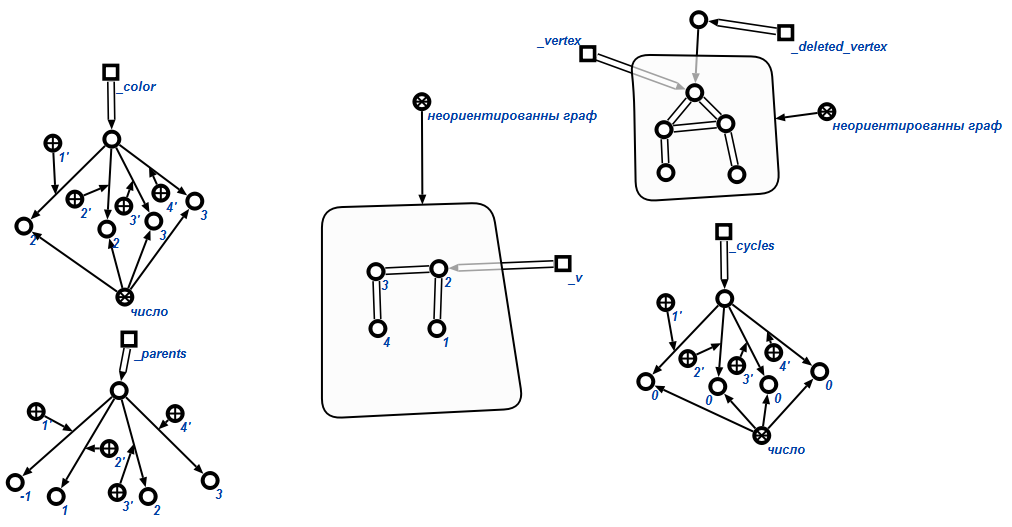 _vertex
_deleted_vertex
_color
неориентированны граф
неориентированны граф
1'
2'
3'
4'
3
2
2
3
число
_cycles
_v
3
2
4
1
1'
2'
3'
4'
0
0
0
0
число
_parents
1'
4'
2'
3'
-1
1
2
3